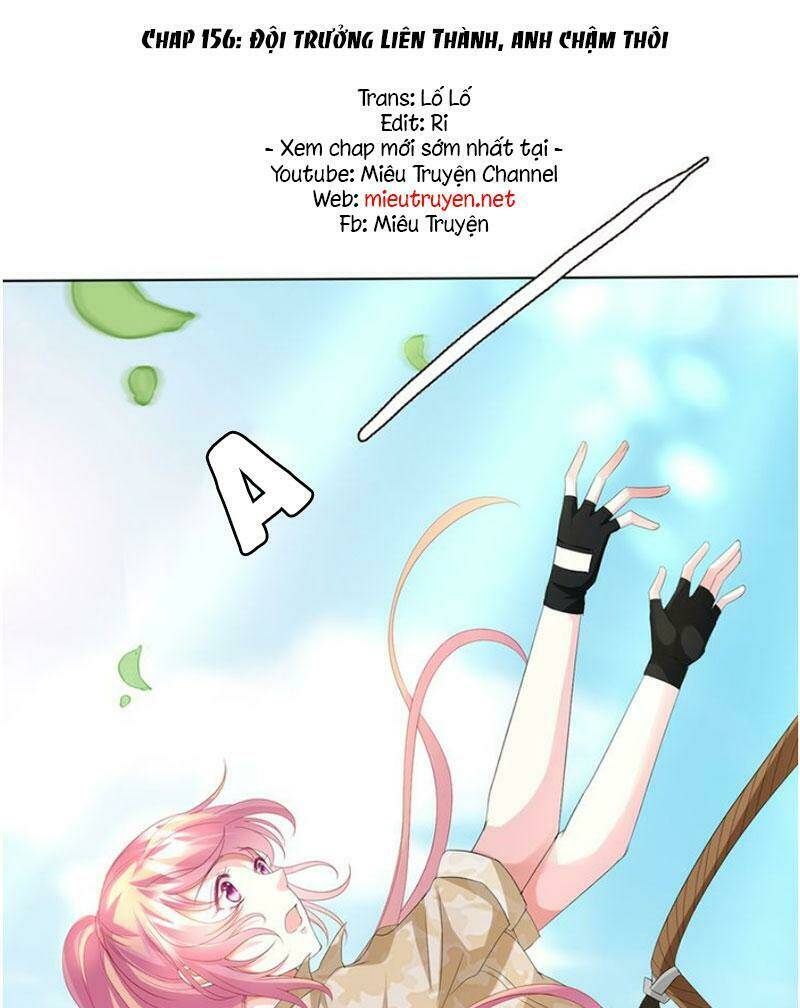 Chap 156: Đội trưởng Liên Thành, anh chậm thôi
Trans: Lố Lố
Edit: Ri
- Xem chap mới sớm nhất tại -
Youtube: Miêu Truyện Channel
Web: mieutruyen.net
Fb: Miêu Truyện
A